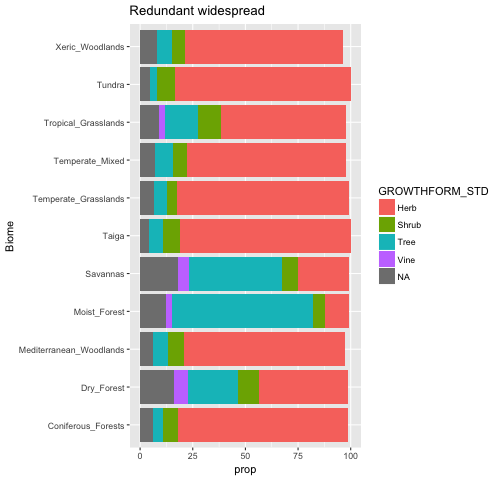 Redundant widespread
Biome
Xeric_Woodlands
Tundra
Tropical_Grasslands
Temperate_Mixed
Temperate_Grasslands
Taiga
Savannas
Moist_Forest
Mediterranean_Woodlands
Dry_Forest
Coniferous_Forests
0 25 50 75 100
prop
GROWTHFORM_STD
Herb
Shrub
Tree
Vine
NA